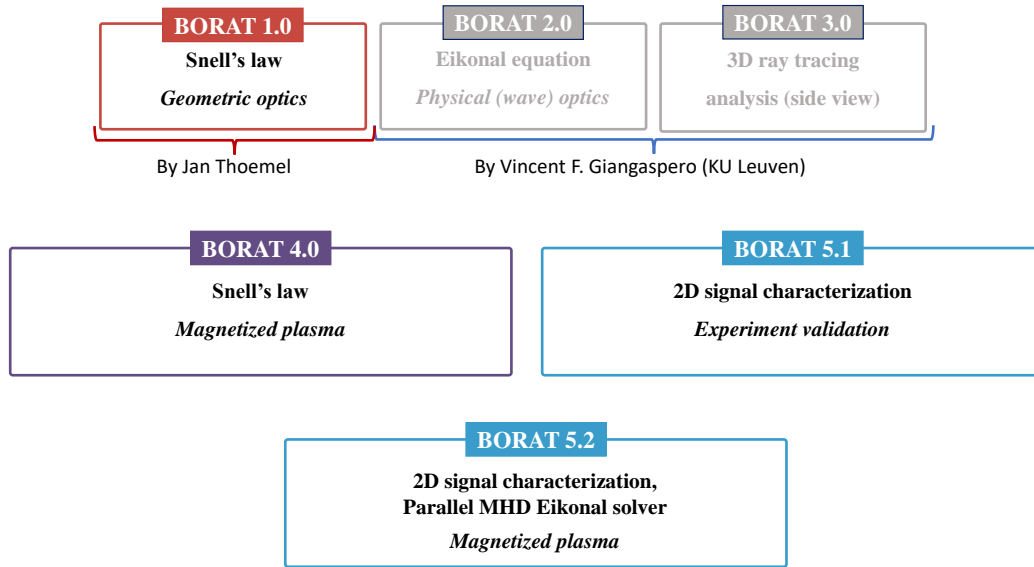 BORAT 1.0
Snell's law
Geometric optics
BORAT 2.0
Eikonal equation
Physical (wave) optics
BORAT 3.0
3D ray tracing
analysis (side view)
By Jan Thoemel
By Vincent F. Giangaspero (KU Leuven)
BORAT 4.0
Snell's law
Magnetized plasma
BORAT 5.1
2D signal characterization
Experiment validation
BORAT 5.2
2D signal characterization,
Parallel MHD Eikonal solver
Magnetized plasma